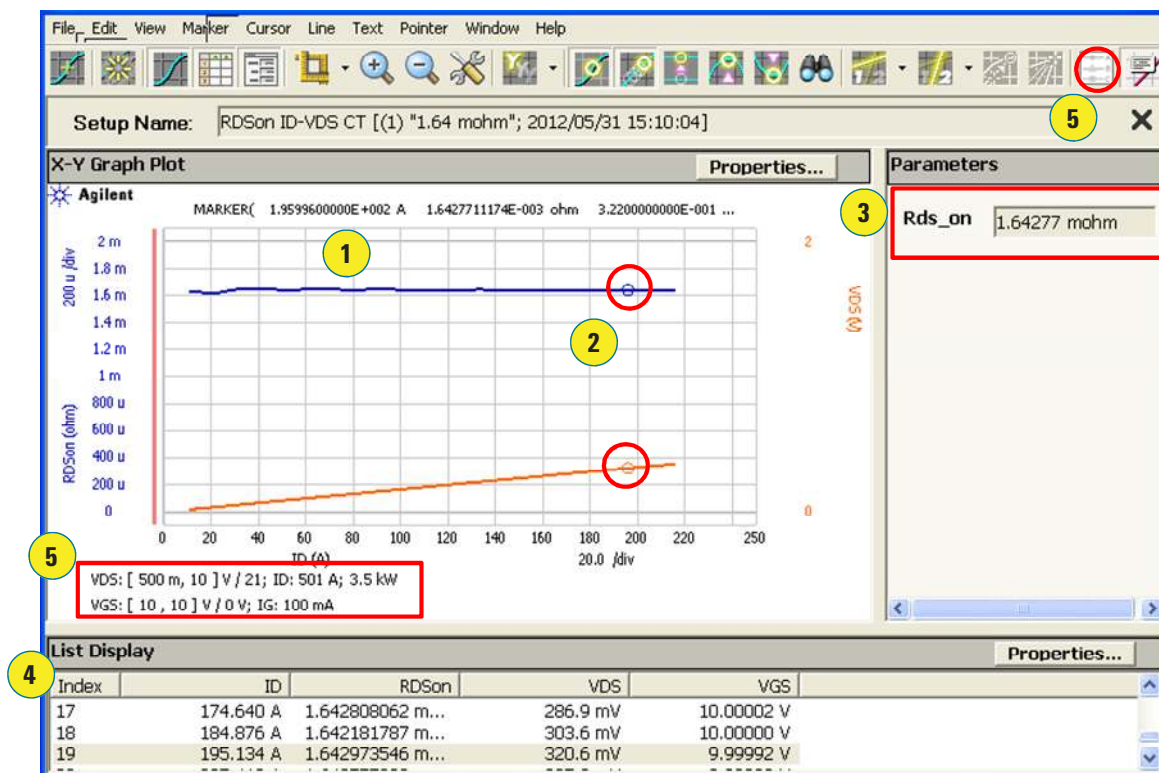 File Edit View Marker Cursor Line Text Pointer Window Help
5
Setup Name: RDSon ID-VDS CT [(1) "1.64 mohm"; 2012/05/31 15:10:04]
X-Y Graph Plot Properties...
Parameters
Agilent
MARKER( 1.9599600000E+002 A 1.6427711174E-003 ohm 3.2200000000E-001 ...
3
Rds_on 1.64277 mohm
1
2
200 u /div
RDSon (ohm)
2 m
1.8 m
1.6 m
1.4 m
1.2 m
1 m
800 u
600 u
400 u
200 u
0
2
VDS (V)
0
0 20 40 60 80 100 120 140 160 180 200 220 250
ID (A) 20.0 /div
5
VDS: [ 500 m, 10 ] V / 21; ID: 501 A; 3.5 kW
VGS: [ 10 , 10 ] V / 0 V; IG: 100 mA
List Display Properties...
4
Index ID RDSon VDS VGS
17 174.640 A 1.642808062 m... 286.9 mV 10.00002 V
18 184.876 A 1.642181787 m... 303.6 mV 10.00000 V
19 195.134 A 1.642973546 m... 320.6 mV 9.99992 V